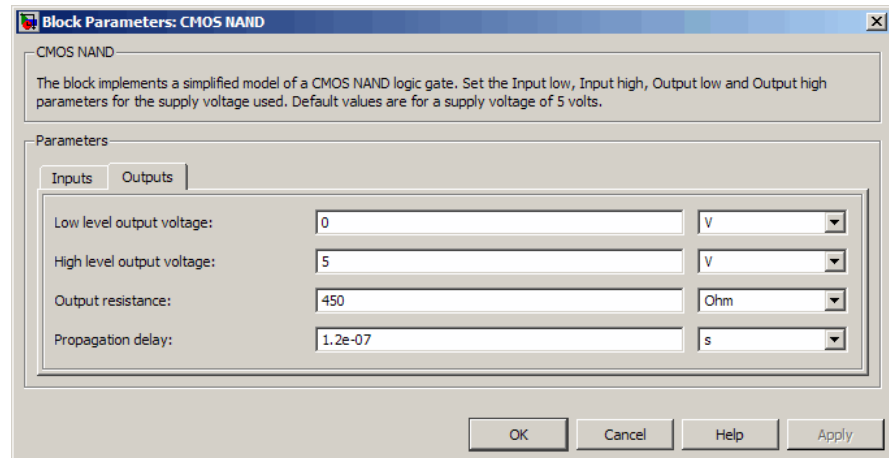 Block Parameters: CMOS NAND
CMOS NAND
The block implements a simplified model of a CMOS NAND logic gate. Set the Input low, Input high, Output low and Output high
parameters for the supply voltage used. Default values are for a supply voltage of 5 volts.
Parameters
Inputs Outputs
Low level output voltage: 0 V
High level output voltage: 5 V
Output resistance: 450 Ohm
Propagation delay: 1.2e-07 s
OK Cancel Help Apply